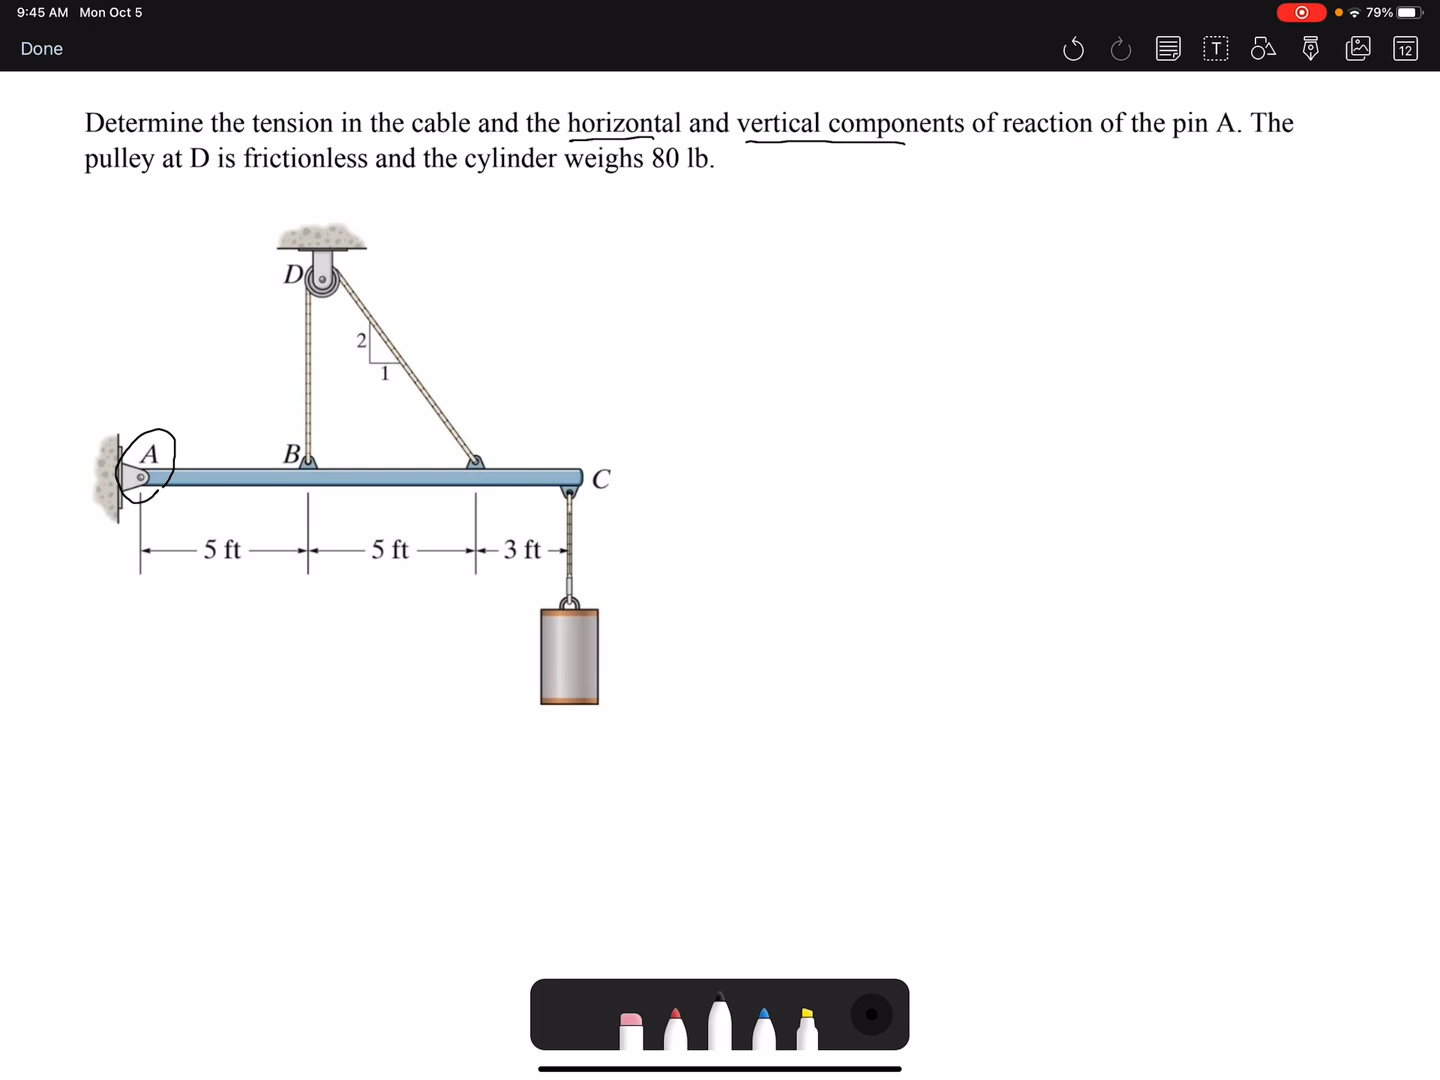 9:45 AM Mon Oct 5
79%
Done
T
12
Determine the tension in the cable and the horizontal and vertical components of reaction of the pin A. The
pulley at D is frictionless and the cylinder weighs 80 lb.
D
2
1
A
B
C
5 ft
5 ft
3 ft